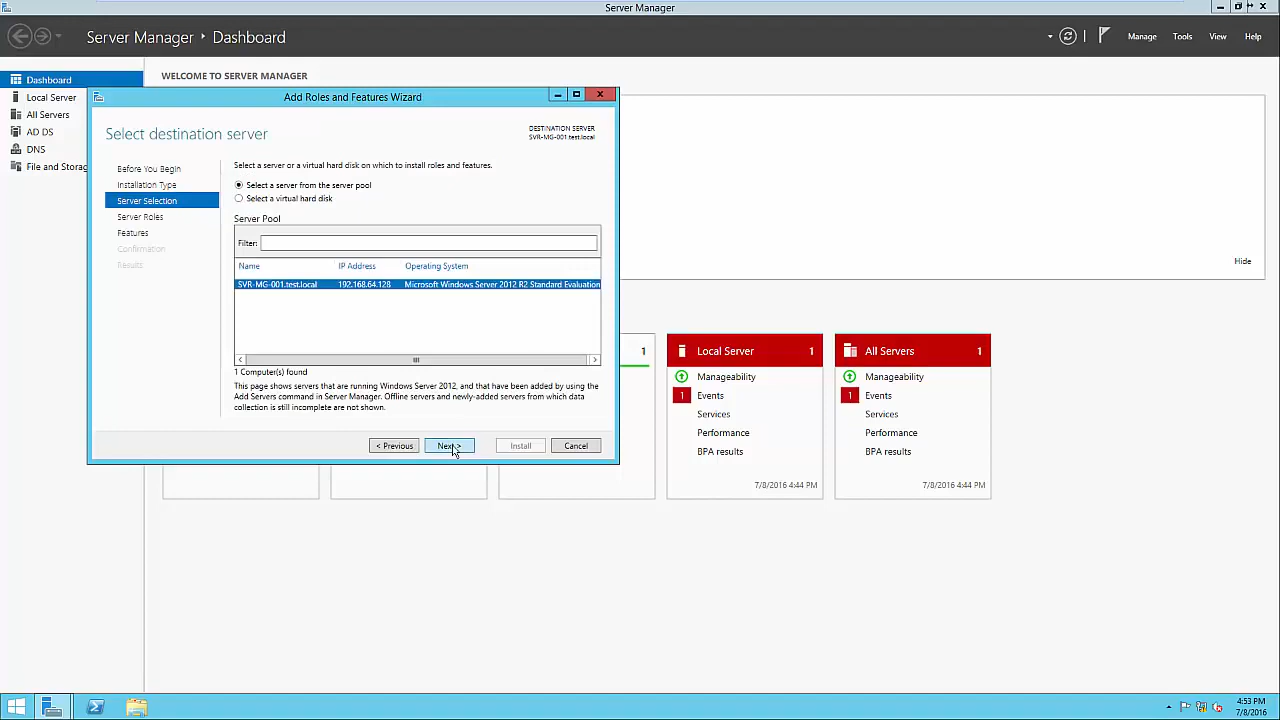 Server Manager
Server Manager • Dashboard
Manage Tools View Help
Dashboard
Local Server
All Servers
AD DS
DNS
File and Storag
WELCOME TO SERVER MANAGER
Add Roles and Features Wizard
Select destination server
DESTINATION SERVER
SVR-MG-001.test.local
Before You Begin
Installation Type
Server Selection
Server Roles
Features
Confirmation
Results
Select a server or a virtual hard disk on which to install roles and features.
Select a server from the server pool
Select a virtual hard disk
Server Pool
Filter:
Name IP Address Operating System
SVR-MG-001.test.local 192.168.64.128 Microsoft Windows Server 2012 R2 Standard Evaluation
1 Computer(s) found
This page shows servers that are running Windows Server 2012, and that have been added by using the
Add Servers command in Server Manager. Offline servers and newly-added servers from which data
collection is still incomplete are not shown.
< Previous Next > Install Cancel
Hide
1
Local Server 1
Manageability
1 Events
Services
Performance
BPA results
7/8/2016 4:44 PM
All Servers 1
Manageability
1 Events
Services
Performance
BPA results
7/8/2016 4:44 PM
4:53 PM
7/8/2016